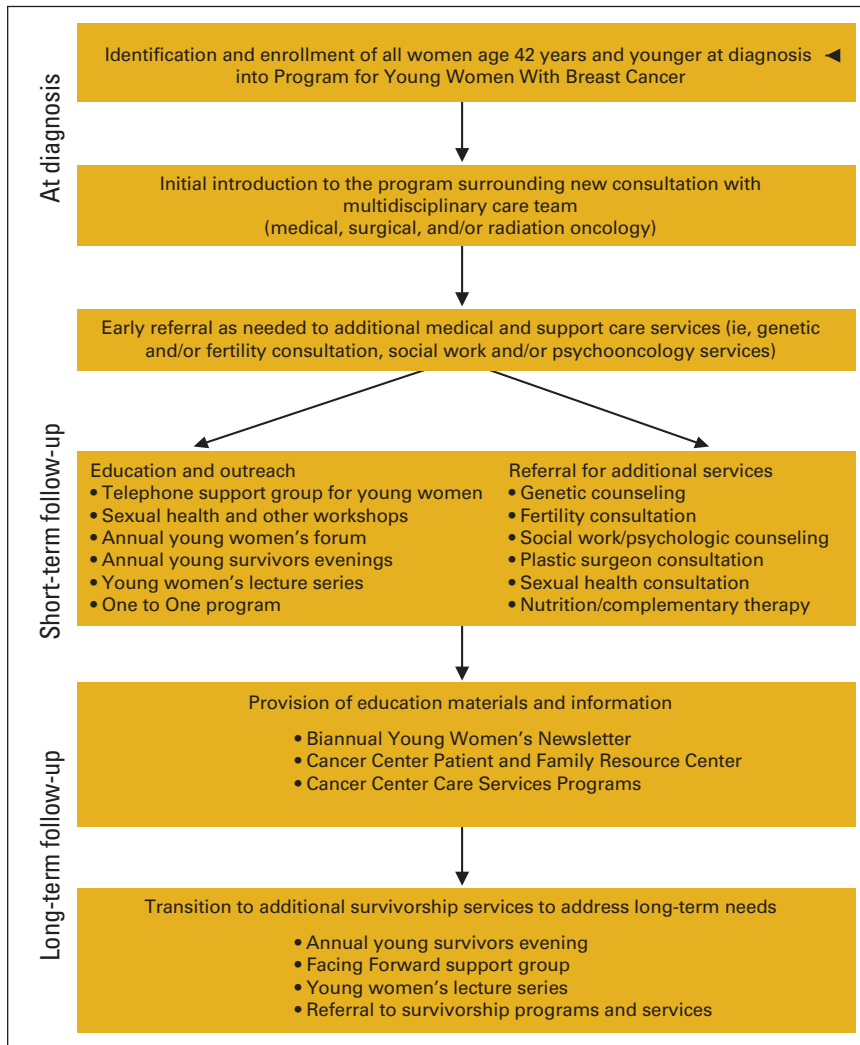 At diagnosis
Identification and enrollment of all women age 42 years and younger at diagnosis
into Program for Young Women With Breast Cancer
Initial introduction to the program surrounding new consultation with
multidisciplinary care team
(medical, surgical, and/or radiation oncology)
Early referral as needed to additional medical and support care services (ie, genetic
and/or fertility consultation, social work and/or psychooncology services)
Short-term follow-up
Education and outreach
• Telephone support group for young women
• Sexual health and other workshops
• Annual young women's forum
• Annual young survivors evenings
• Young women's lecture series
• One to One program
Referral for additional services
• Genetic counseling
• Fertility consultation
• Social work/psychologic counseling
• Plastic surgeon consultation
• Sexual health consultation
• Nutrition/complementary therapy
Long-term follow-up
Provision of education materials and information
• Biannual Young Women's Newsletter
• Cancer Center Patient and Family Resource Center
• Cancer Center Care Services Programs
Transition to additional survivorship services to address long-term needs
• Annual young survivors evening
• Facing Forward support group
• Young women's lecture series
• Referral to survivorship programs and services